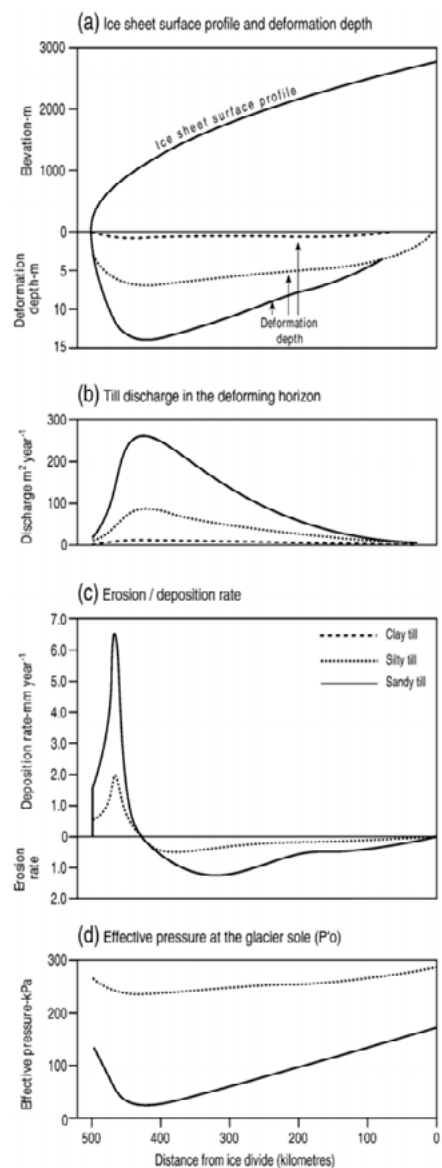 (a) Ice sheet surface profile and deformation depth
3000
2000
1000
0
5
10
15
Bevation-m
Deformation
depth-m
Ice sheet surface profile
Deformation
depth
(b) Till discharge in the deforming horizon
300
200
100
0
Discharge m² year⁻¹
(c) Erosion / deposition rate
7.0
6.0
5.0
4.0
3.0
2.0
1.0
0
1.0
2.0
Deposition rate-mm year⁻¹
Erosion
rate
Clay till
Silty till
Sandy till
(d) Effective pressure at the glacier sole (P'o)
300
200
100
0
Effective pressure-kPa
500 400 300 200 100 0
Distance from ice divide (kilometres)